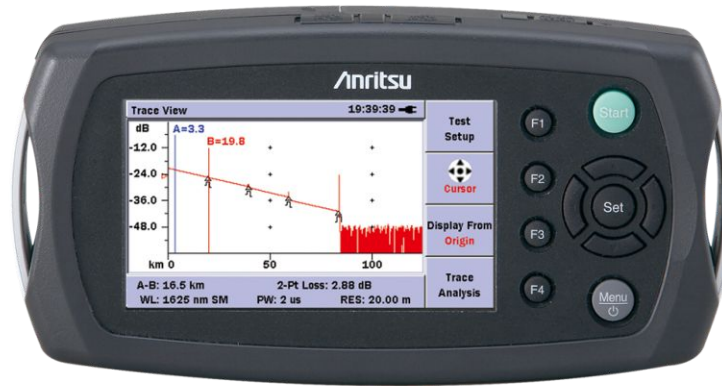 Anritsu
Trace View 19:39:39
dB A=3.3
B=19.8
-12.0
-24.0
-36.0
-48.0
km 0 50 100
A-B: 16.5 km 2-Pt Loss: 2.88 dB
WL: 1625 nm SM PW: 2 us RES: 20.00 m
Test
Setup
Cursor
Display From
Origin
Trace
Analysis
F1
F2
F3
F4
Start
Set
Menu